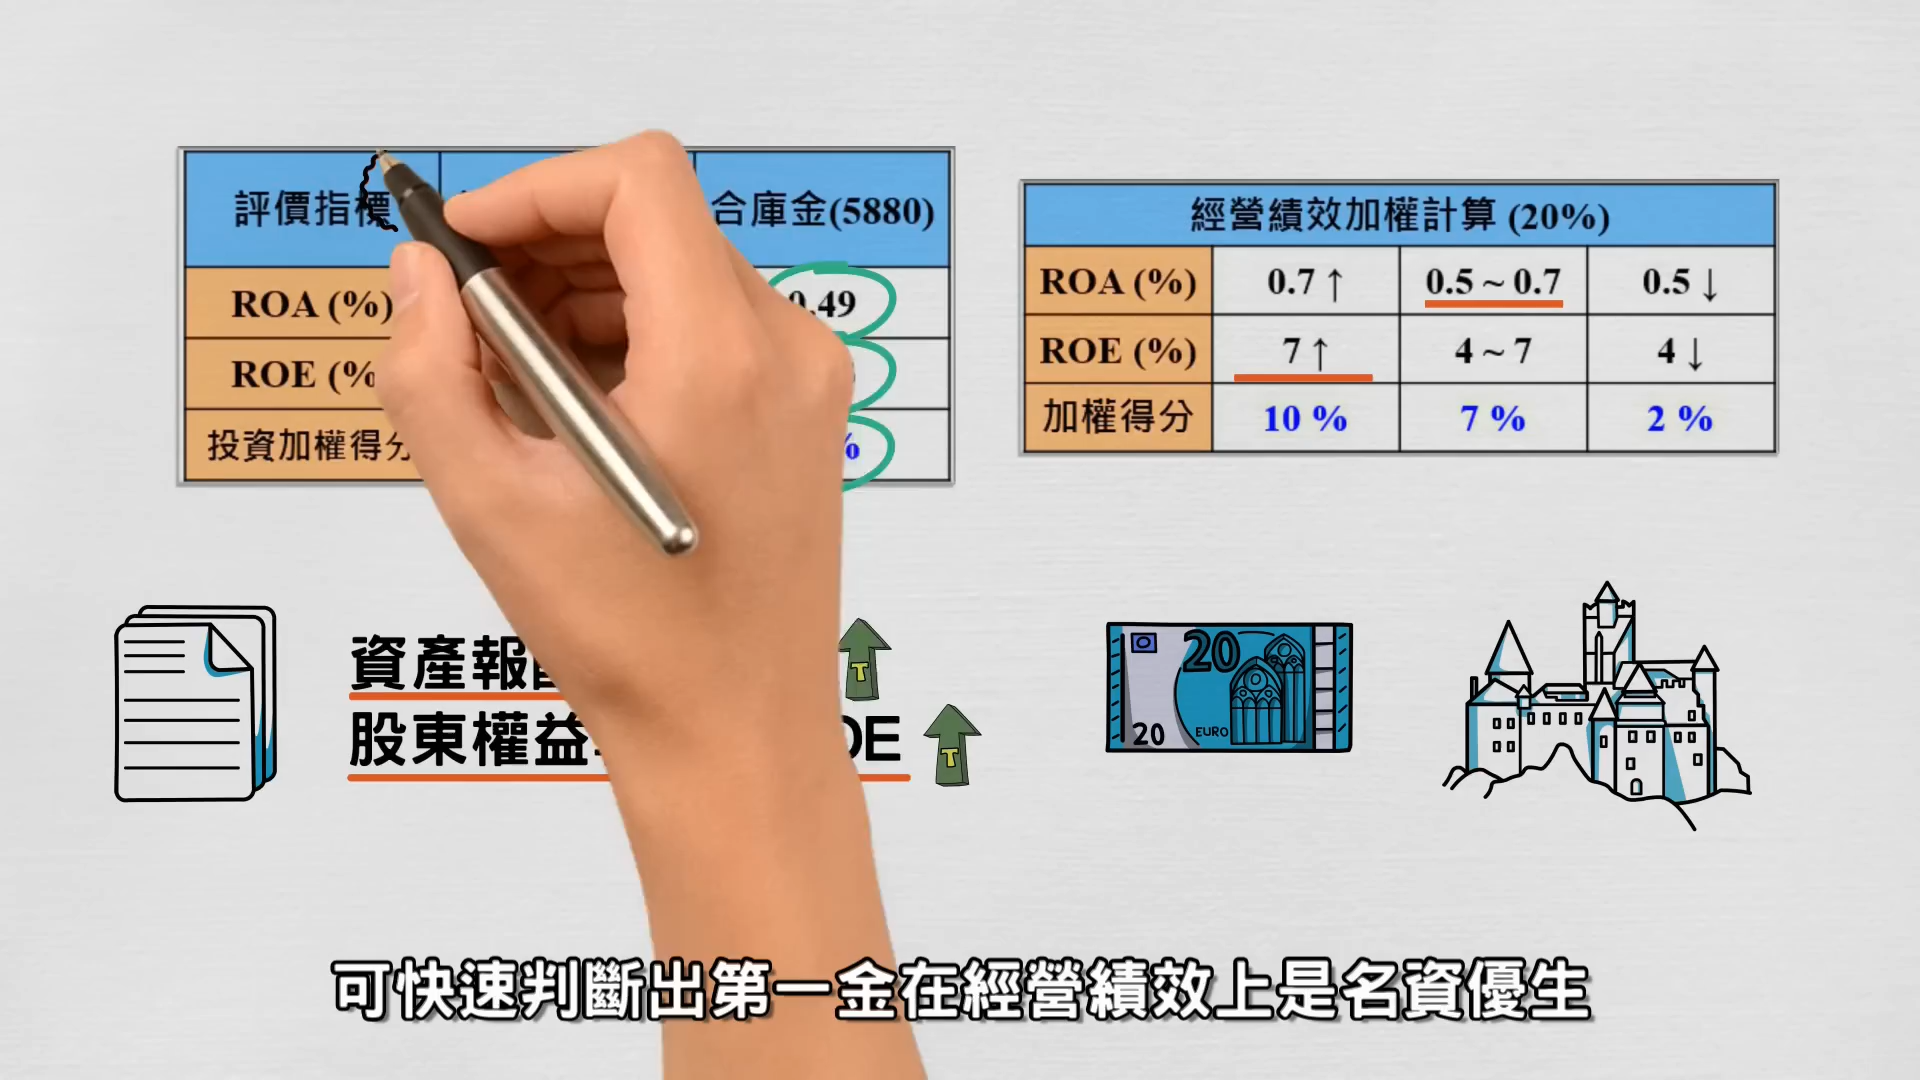 評價指標 合庫金(5880)
ROA (%) 0.49
ROE (%
投資加權得分 %
經營績效加權計算 (20%)
ROA (%) 0.7 ↑ 0.5 ~ 0.7 0.5 ↓
ROE (%) 7 ↑ 4 ~ 7 4 ↓
加權得分 10 % 7 % 2 %
資產報
股東權益 OE
T
T
20
20 EURO
可快速判斷出第一金在經營績效上是名資優生